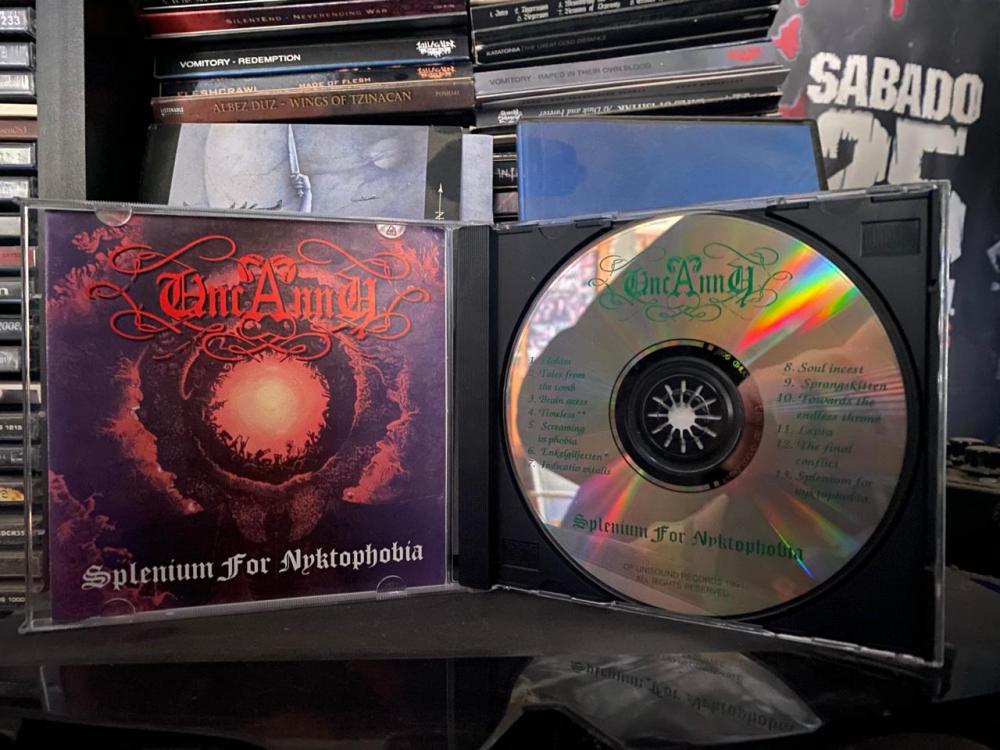 SILENTEND - NEVERENDING WAR
VOMITORY - REDEMPTION
MADE OF FLESH
ALBEZ DUZ - WINGS OF TZINACAN
KATATONIA | THE GREAT COLD DISTANCE
VOMITORY - RAPED IN THEIR OWN BLOOD
SABADO
25
UncAnnY
Splenium For Nyktophobia
UncAnnY
1. Elohim
2. Tales from
the tomb
3. Brain access
4. Timeless**
5. Screaming
in phobia
6. Enkelgiljetten*
7. Indicatio vitalis
8. Soul incest
9. Sprangskitten
10. Towards the
endless throne
11. Lepra
12. The final
conflict
13. Splenium for
nyktophobia
Splenium For Nyktophobia
UNISOUND RECORDS
ALL RIGHTS RESERVED